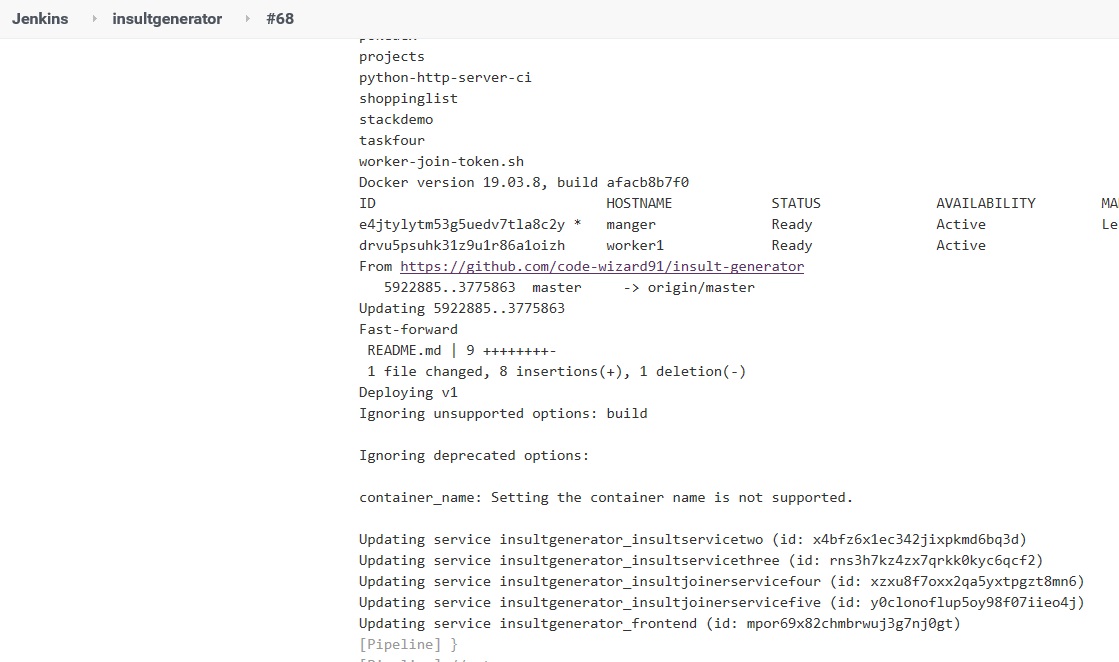 Jenkins insultgenerator #68
projects
python-http-server-ci
shoppinglist
stackdemo
taskfour
worker-join-token.sh
Docker version 19.03.8, build afacb8b7f0
ID HOSTNAME STATUS AVAILABILITY MA
e4jtylytm53g5uedv7tla8c2y * manger Ready Active Le
drvu5psuhk31z9u1r86a1oizh worker1 Ready Active
From https://github.com/code-wizard91/insult-generator
5922885..3775863 master -> origin/master
Updating 5922885..3775863
Fast-forward
README.md | 9 ++++++++-
1 file changed, 8 insertions(+), 1 deletion(-)
Deploying v1
Ignoring unsupported options: build
Ignoring deprecated options:
container_name: Setting the container name is not supported.
Updating service insultgenerator_insultservicetwo (id: x4bfz6x1ec342jixpkmd6bq3d)
Updating service insultgenerator_insultservicethree (id: rns3h7kz4zx7qrkk0kyc6qcf2)
Updating service insultgenerator_insultjoinerservicefour (id: xzxu8f7oxx2qa5yxtpgzt8mn6)
Updating service insultgenerator_insultjoinerservicefive (id: y0clonoflup5oy98f07iieo4j)
Updating service insultgenerator_frontend (id: mpor69x82chmbrwuj3g7nj0gt)
[Pipeline] }